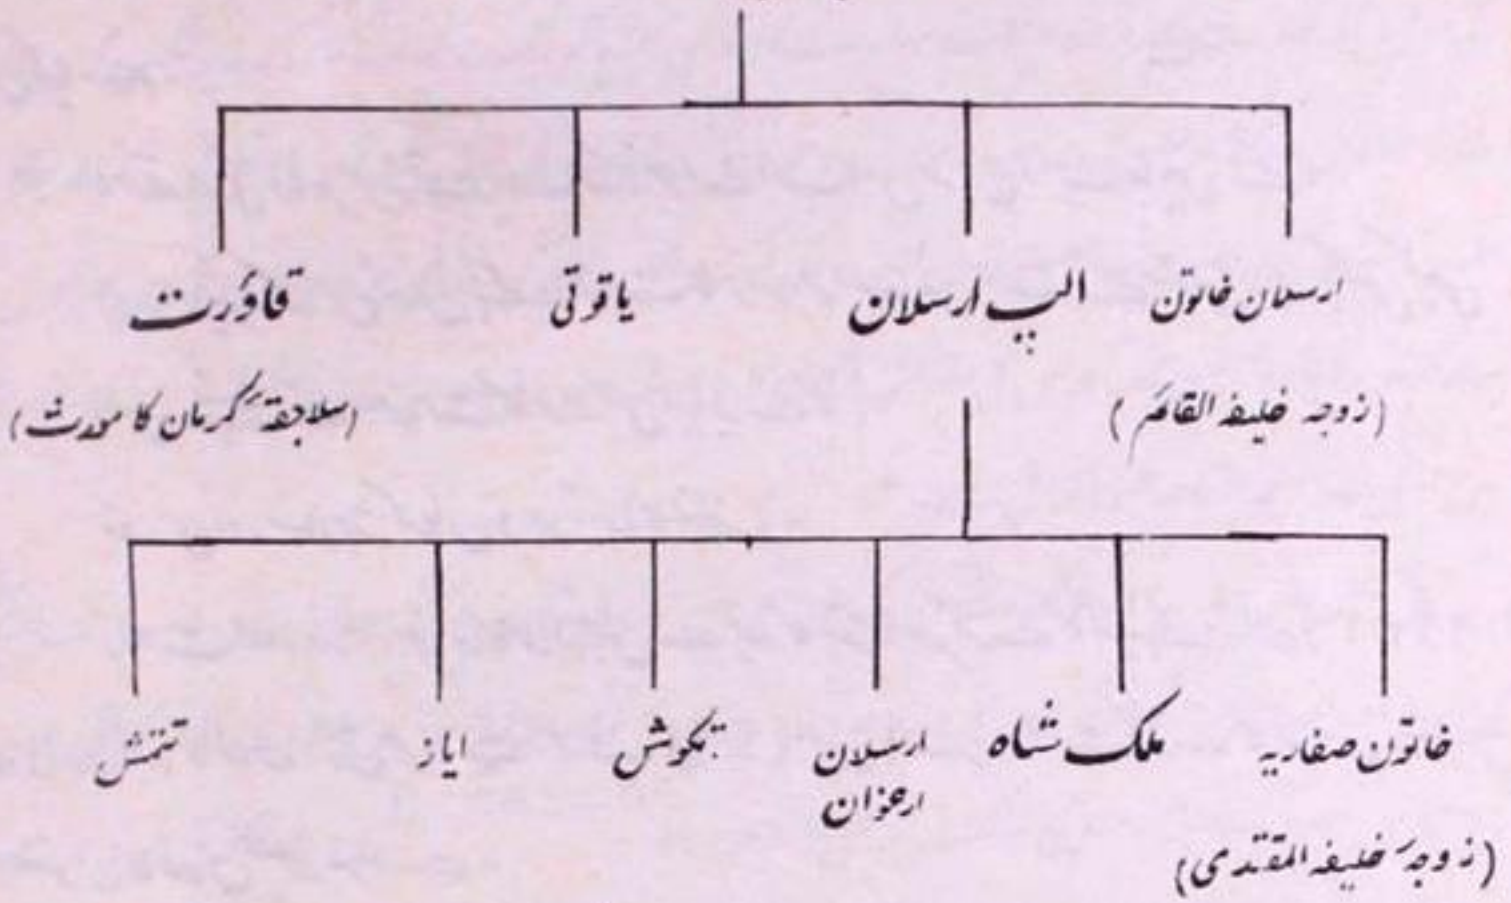 ارسلان خاتون    الپ ارسلان    یاقوتی    قاورت
(زوجہ خلیفہ القائم)    (سلاجقہ کرمان کا مورث)
خاتون صفاریہ    ملک شاہ    ارسلان    تکوش    ایاز    تتش
ارغوان
(زوجہ خلیفہ المقتدی)